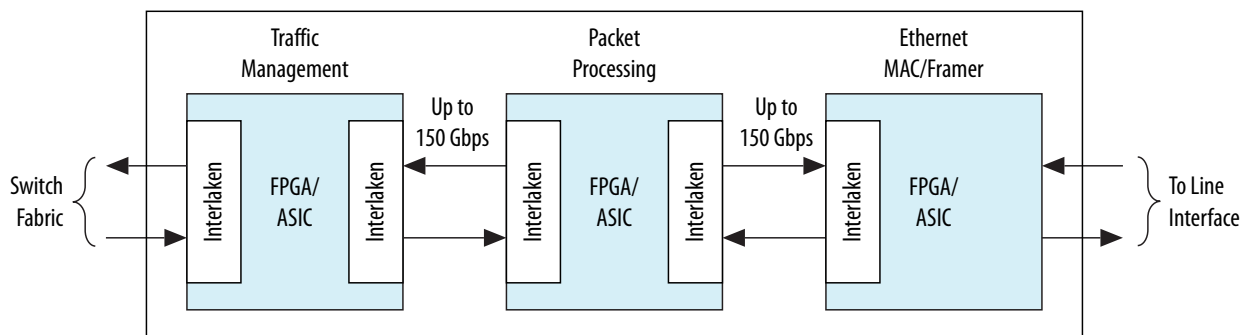 Traffic
Management
Packet
Processing
Ethernet
MAC/Framer
Switch
Fabric
Interlaken
FPGA/
ASIC
Interlaken
Up to
150 Gbps
Interlaken
FPGA/
ASIC
Interlaken
Up to
150 Gbps
Interlaken
FPGA/
ASIC
To Line
Interface